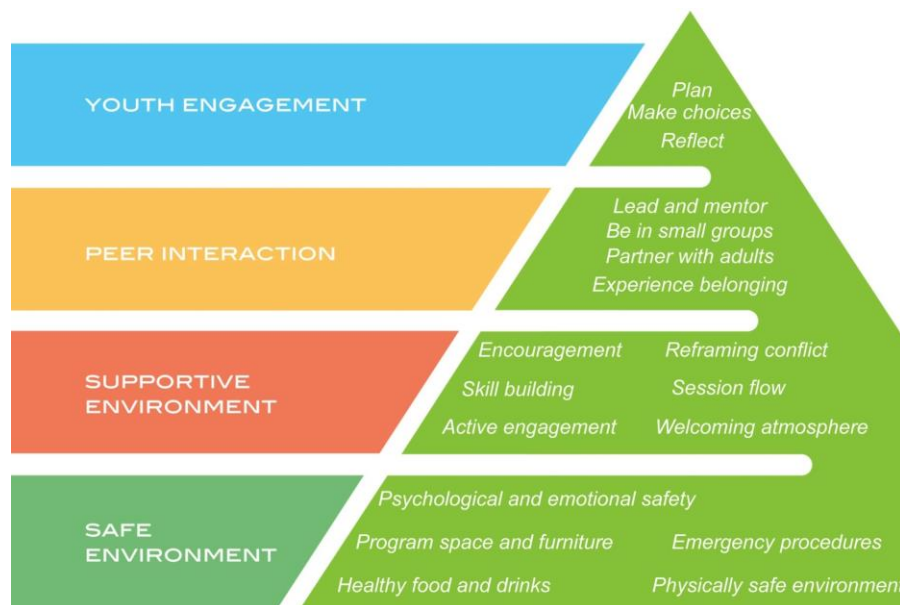 YOUTH ENGAGEMENT
Plan
Make choices
Reflect
PEER INTERACTION
Lead and mentor
Be in small groups
Partner with adults
Experience belonging
SUPPORTIVE
ENVIRONMENT
Encouragement
Reframing conflict
Skill building
Session flow
Active engagement
Welcoming atmosphere
SAFE
ENVIRONMENT
Psychological and emotional safety
Program space and furniture
Emergency procedures
Healthy food and drinks
Physically safe environment